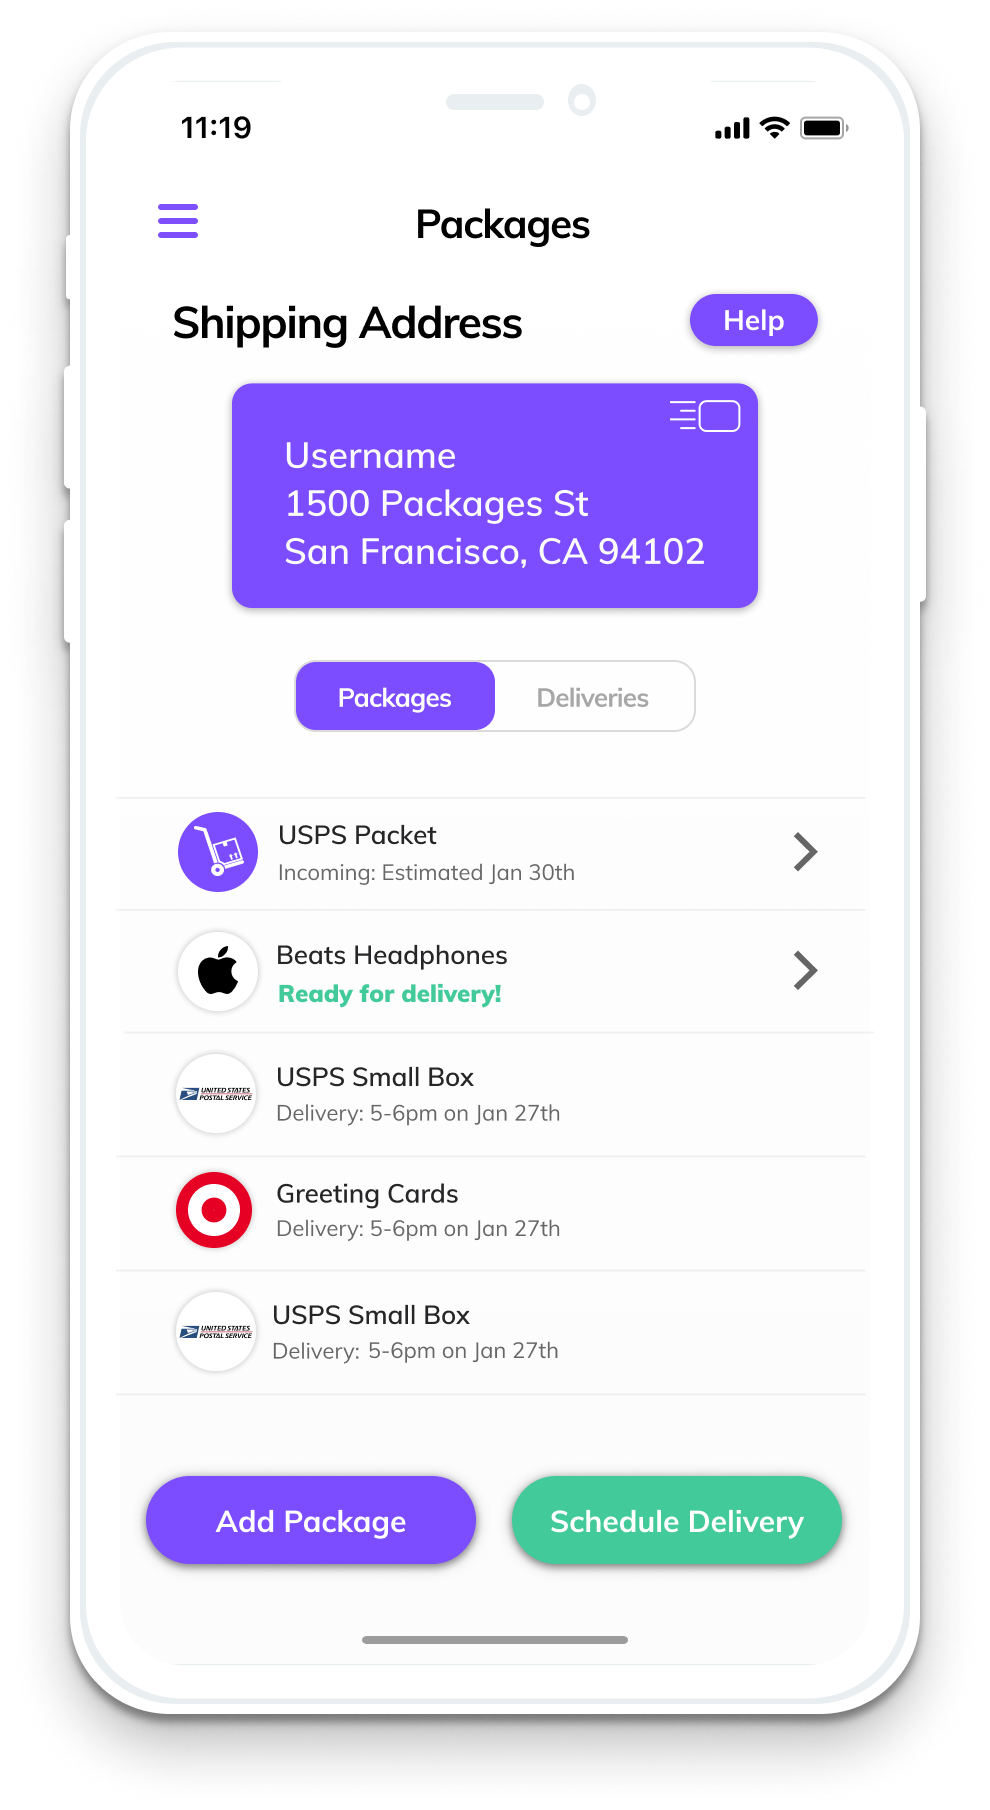 11:19
Packages
Shipping Address
Help
Username
1500 Packages St
San Francisco, CA 94102
Packages
Deliveries
USPS Packet
Incoming: Estimated Jan 30th
Beats Headphones
Ready for delivery!
UNITED STATES
POSTAL SERVICE
USPS Small Box
Delivery: 5-6pm on Jan 27th
Greeting Cards
Delivery: 5-6pm on Jan 27th
UNITED STATES
POSTAL SERVICE
USPS Small Box
Delivery: 5-6pm on Jan 27th
Add Package
Schedule Delivery